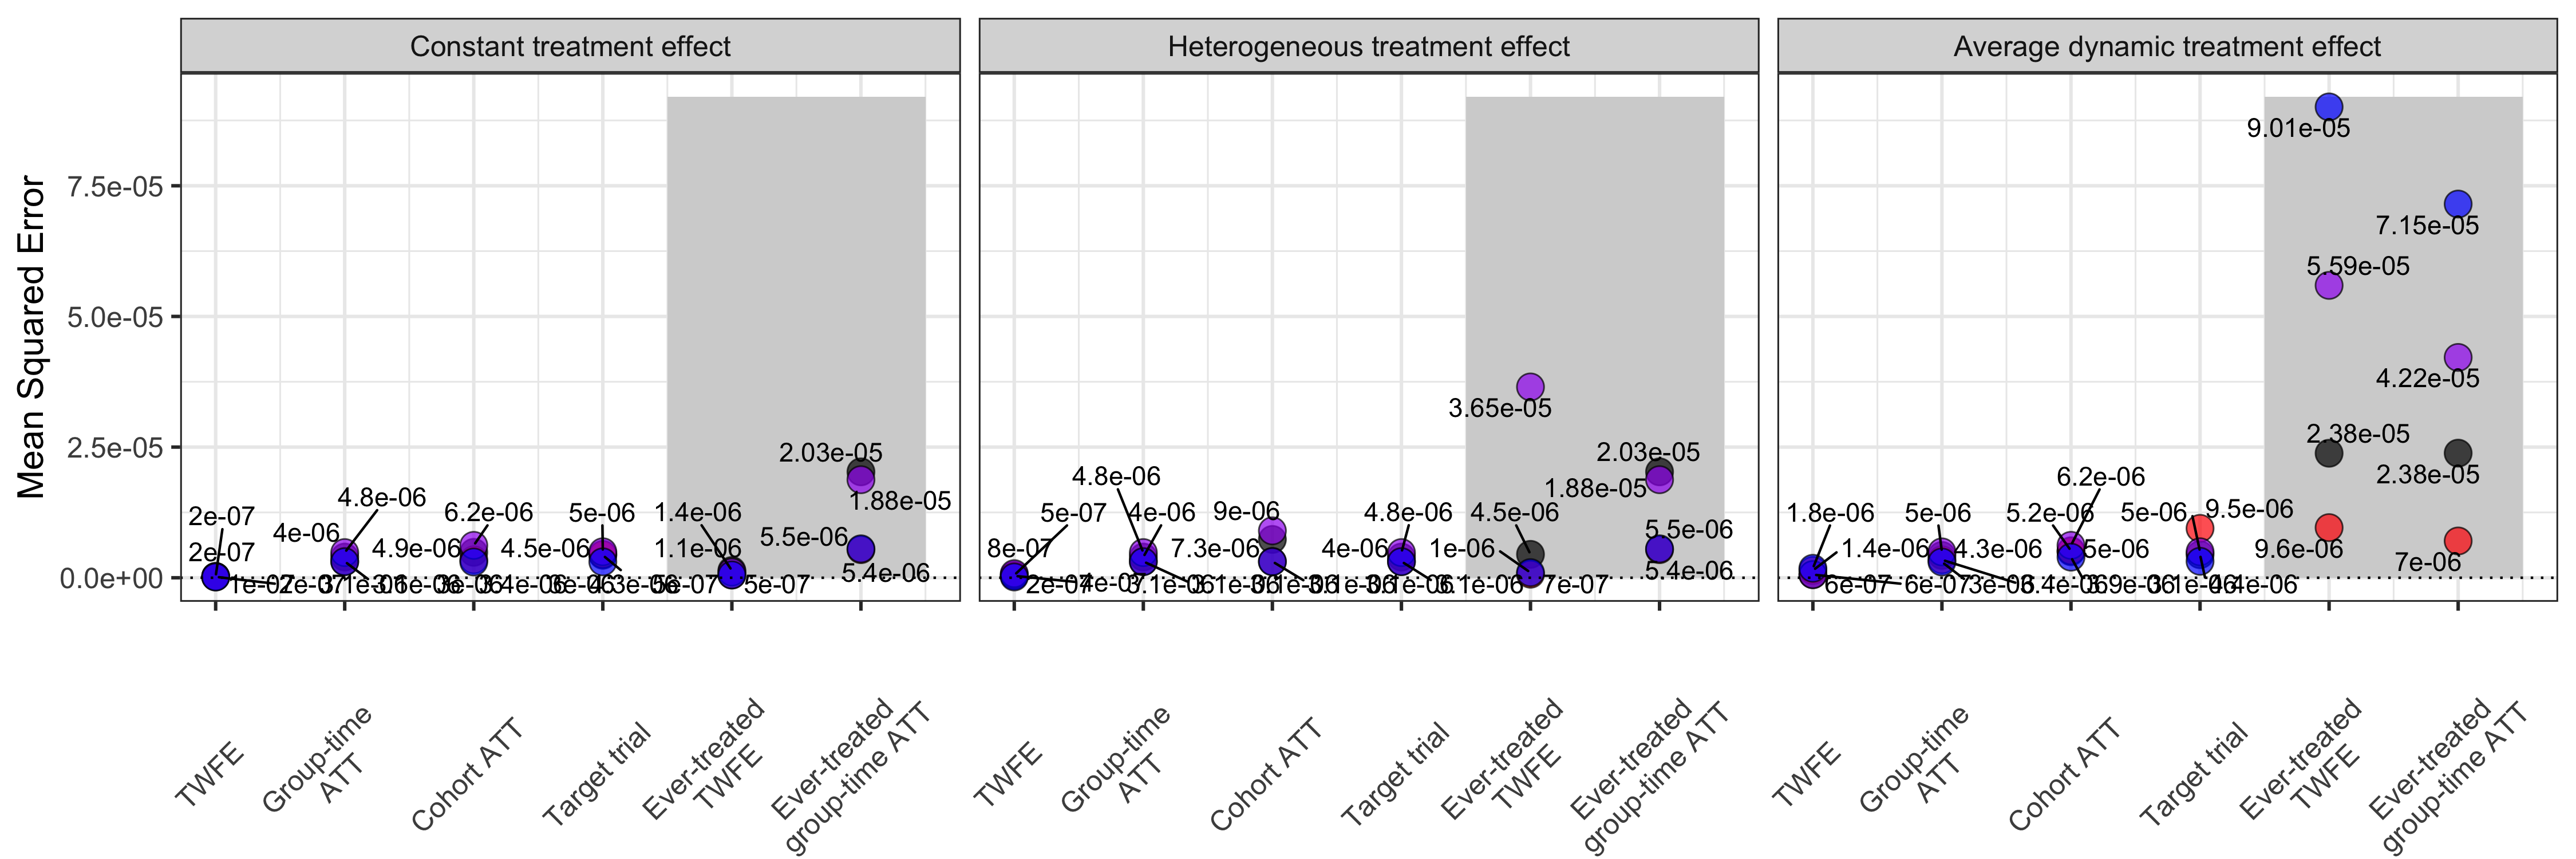 Constant treatment effect
Heterogeneous treatment effect
Average dynamic treatment effect
Mean Squared Error
7.5e-05
5.0e-05
2.5e-05
0.0e+00
2e-07
2e-07
4e-06
4.8e-06
4.9e-06
6.2e-06
4.5e-06
5e-06
1.4e-06
1.1e-06
5e-07
2.03e-05
1.88e-05
5.5e-06
5.4e-06
8e-07
5e-07
4.8e-06
4e-06
7.3e-06
9e-06
4e-06
4.8e-06
3.65e-05
4.5e-06
1e-06
7e-07
2.03e-05
1.88e-05
5.5e-06
5.4e-06
1.8e-06
1.4e-06
6e-07
6e-07
5e-06
4.3e-06
5.2e-06
6.2e-06
5e-06
5e-06
9.5e-06
4.4e-06
9.01e-05
5.59e-05
2.38e-05
9.6e-06
7.15e-05
4.22e-05
2.38e-05
7e-06
TWFE
Group-time
ATT
Cohort ATT
Target trial
Ever-treated
TWFE
Ever-treated
group-time ATT
TWFE
Group-time
ATT
Cohort ATT
Target trial
Ever-treated
TWFE
Ever-treated
group-time ATT
TWFE
Group-time
ATT
Cohort ATT
Target trial
Ever-treated
TWFE
Ever-treated
group-time ATT